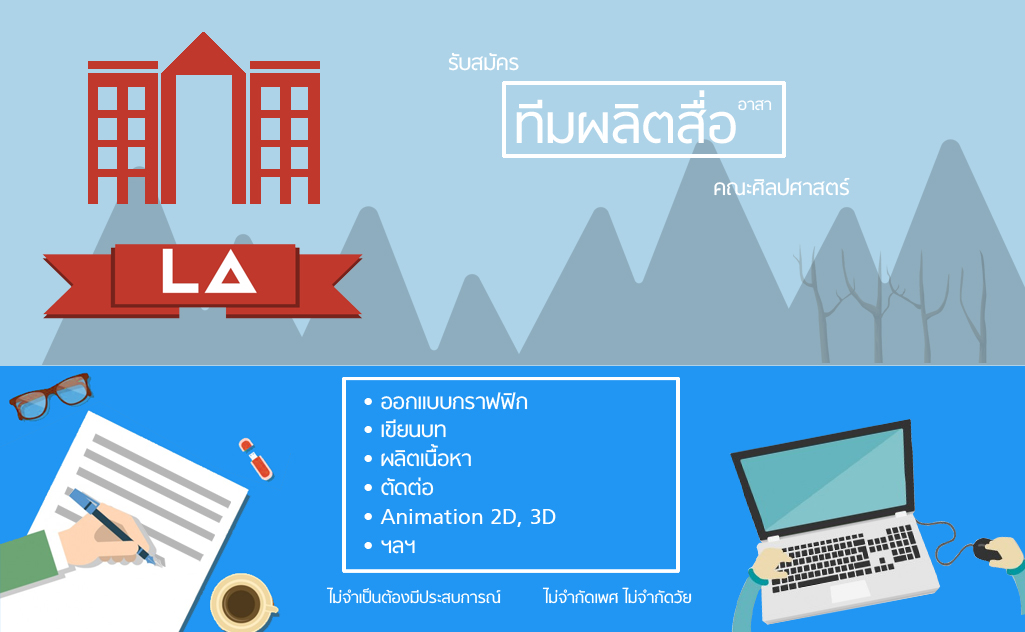 รับสมัคร
ทีมผลิตสื่อ อาสา
คณะศิลปศาสตร์
LA
• ออกแบบกราฟฟิก
• เขียนบท
• ผลิตเนื้อหา
• ตัดต่อ
• Animation 2D, 3D
• ฯลฯ
ไม่จำเป็นต้องมีประสบการณ์ ไม่จำกัดเพศ ไม่จำกัดวัย